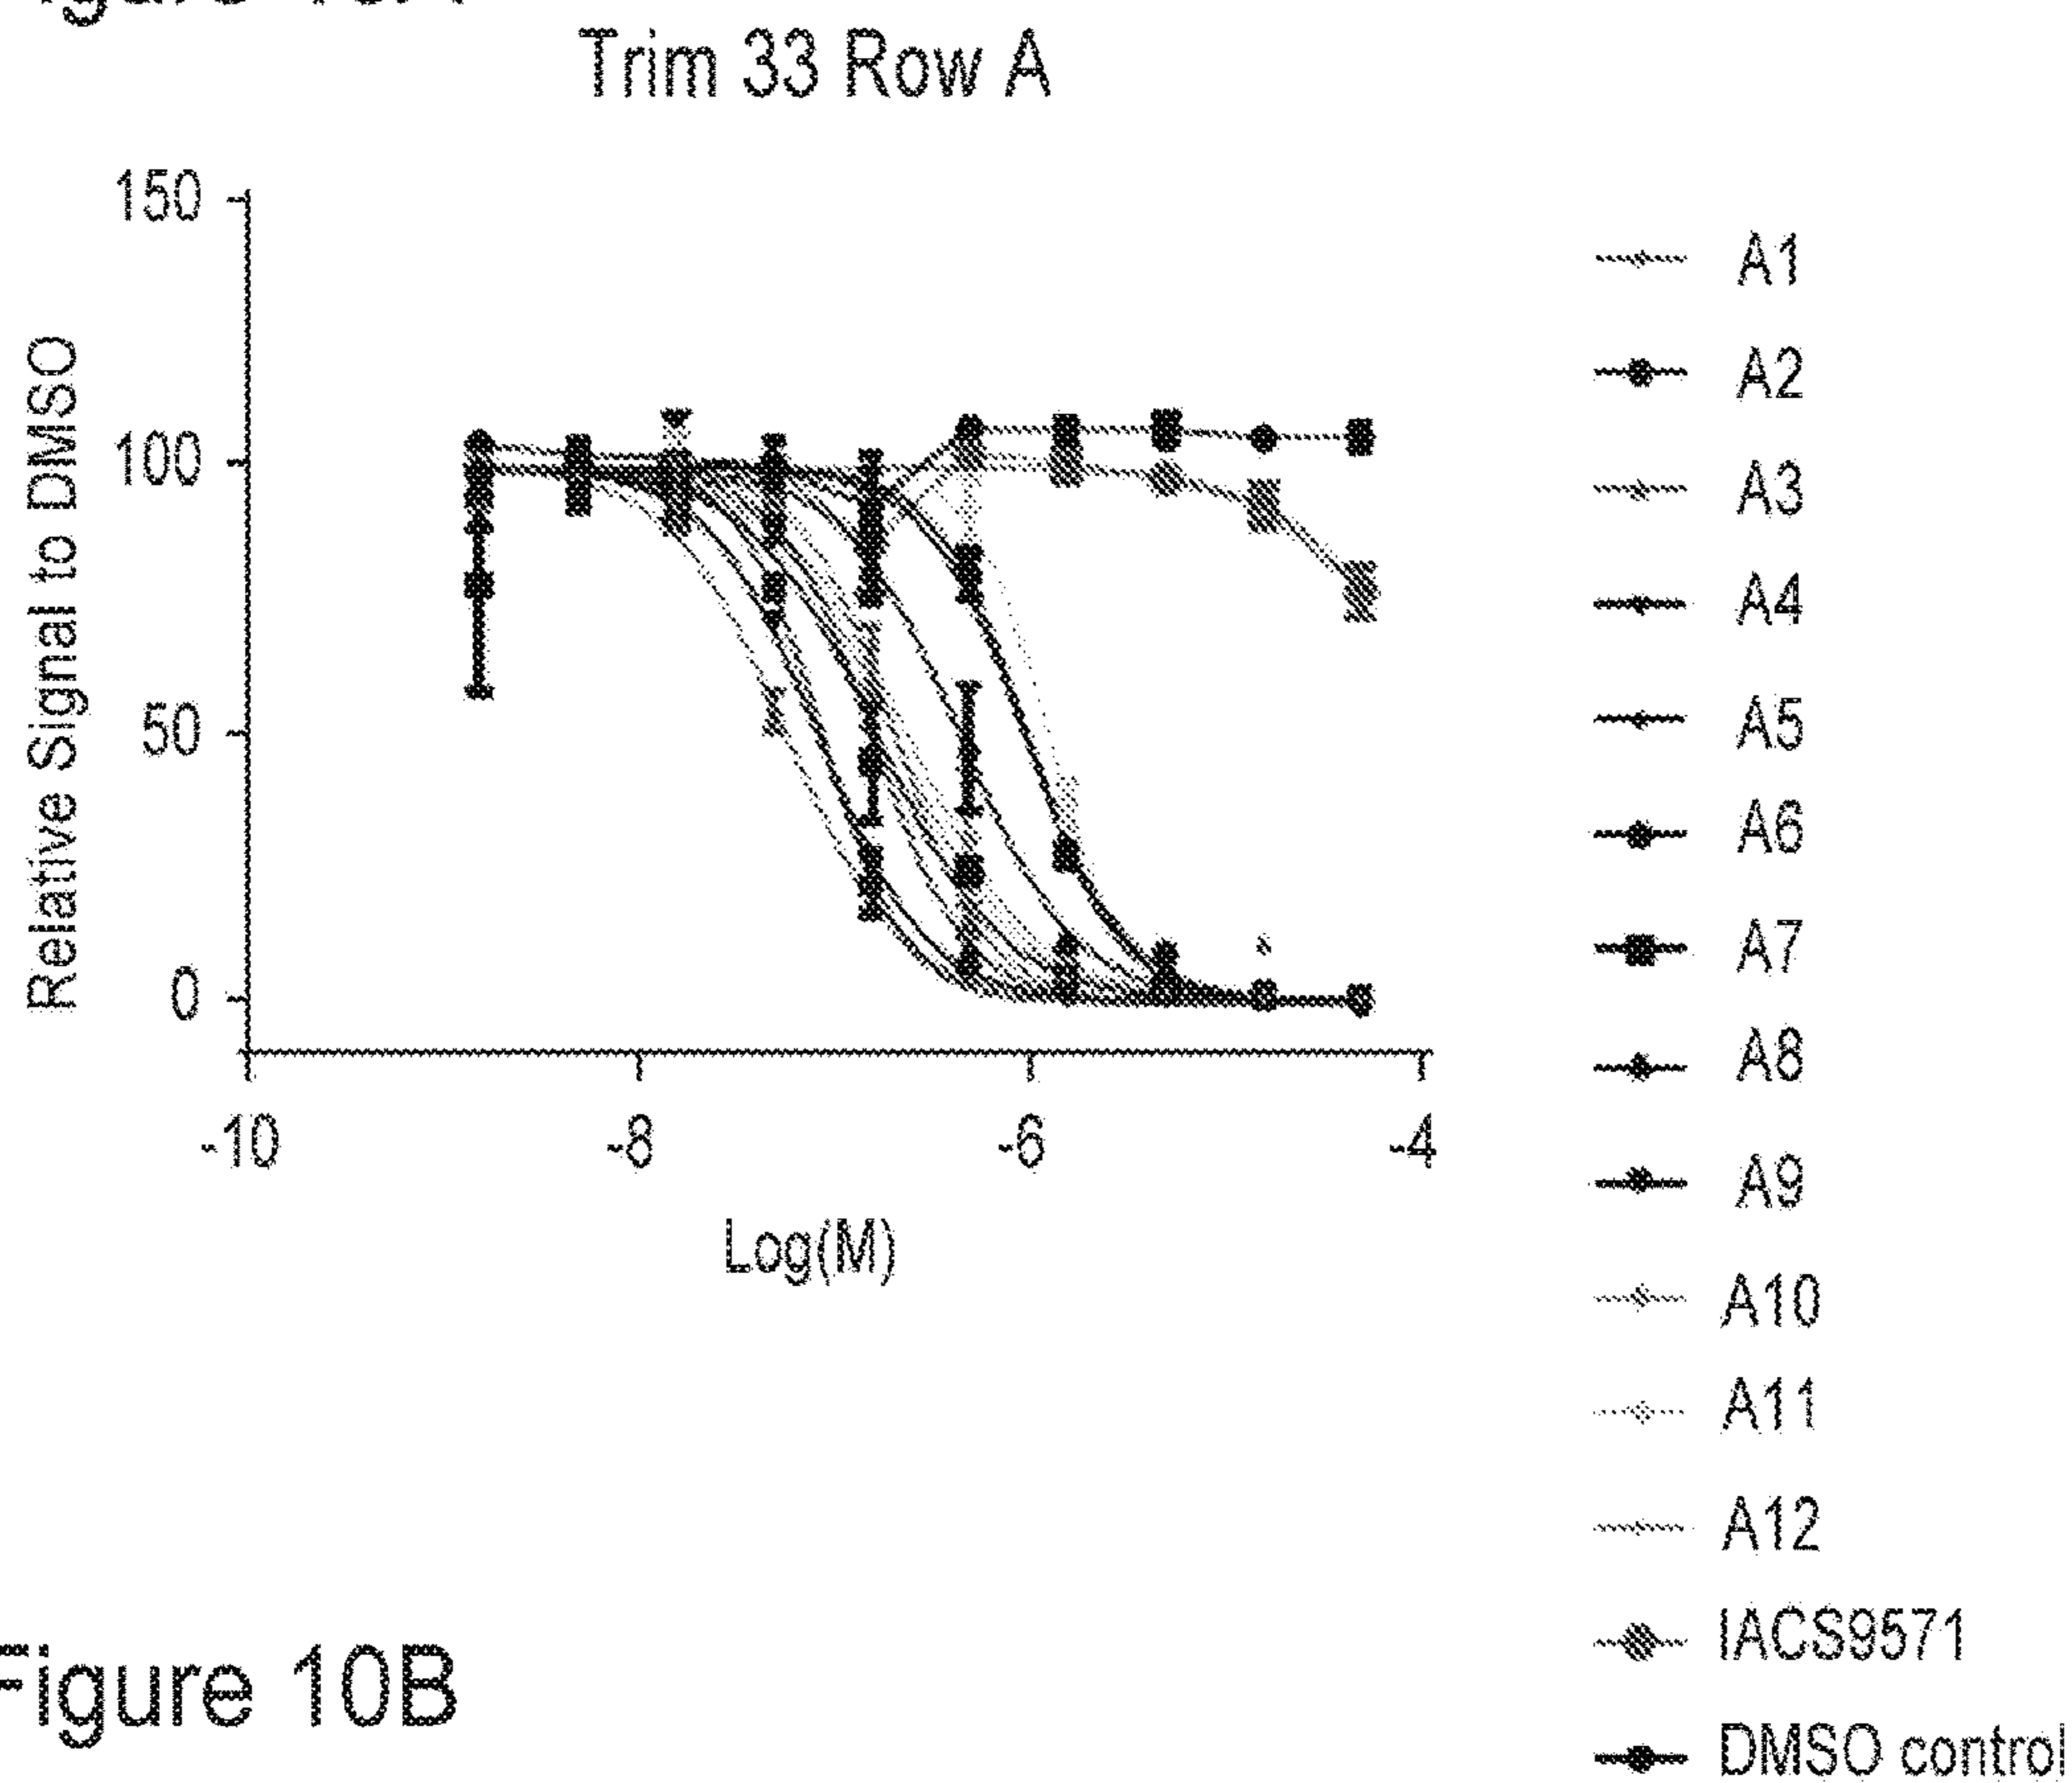 Trim 33 Row A
150
100
50
0
Relative Signal to DMSO
-10
-8
-6
-4
Log(M)
A1
A2
A3
A4
A5
A6
A7
A8
A9
A10
A11
A12
IACS9571
DMSO control
Figure 10B